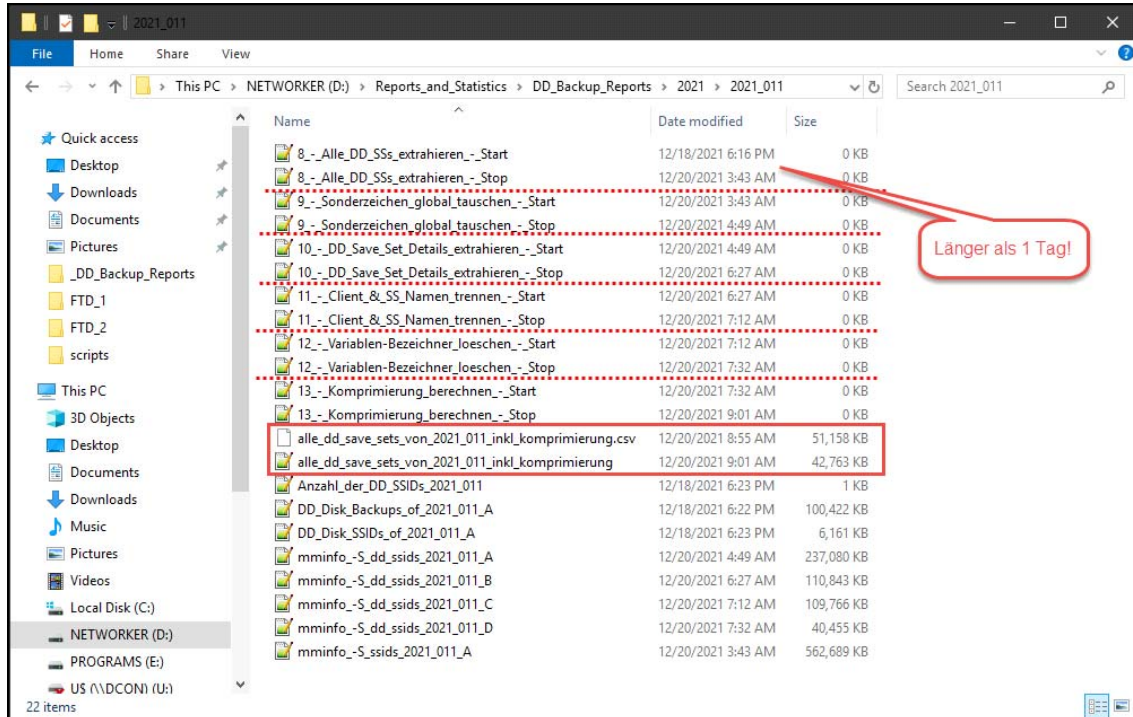 2021_011
File Home Share View
This PC > NETWORKER (D:) > Reports_and_Statistics > DD_Backup_Reports > 2021 > 2021_011
Search 2021_011
Quick access
Desktop
Downloads
Documents
Pictures
_DD_Backup_Reports
FTD_1
FTD_2
scripts
This PC
3D Objects
Desktop
Documents
Downloads
Music
Pictures
Videos
Local Disk (C:)
NETWORKER (D:)
PROGRAMS (E:)
U$ (\\DCON) (U:)
Name Date modified Size
8_-_Alle_DD_SSs_extrahieren_-_Start 12/18/2021 6:16 PM 0 KB
8_-_Alle_DD_SSs_extrahieren_-_Stop 12/20/2021 3:43 AM 0 KB
9_-_Sonderzeichen_global_tauschen_-_Start 12/20/2021 3:43 AM 0 KB
9_-_Sonderzeichen_global_tauschen_-_Stop 12/20/2021 4:49 AM 0 KB
10_-_DD_Save_Set_Details_extrahieren_-_Start 12/20/2021 4:49 AM 0 KB
10_-_DD_Save_Set_Details_extrahieren_-_Stop 12/20/2021 6:27 AM 0 KB
11_-_Client_&_SS_Namen_trennen_-_Start 12/20/2021 6:27 AM 0 KB
11_-_Client_&_SS_Namen_trennen_-_Stop 12/20/2021 7:12 AM 0 KB
12_-_Variablen-Bezeichner_loeschen_-_Start 12/20/2021 7:12 AM 0 KB
12_-_Variablen-Bezeichner_loeschen_-_Stop 12/20/2021 7:32 AM 0 KB
13_-_Komprimierung_berechnen_-_Start 12/20/2021 7:32 AM 0 KB
13_-_Komprimierung_berechnen_-_Stop 12/20/2021 9:01 AM 0 KB
alle_dd_save_sets_von_2021_011_inkl_komprimierung.csv 12/20/2021 8:55 AM 51,158 KB
alle_dd_save_sets_von_2021_011_inkl_komprimierung 12/20/2021 9:01 AM 42,763 KB
Anzahl_der_DD_SSIDs_2021_011 12/18/2021 6:23 PM 1 KB
DD_Disk_Backups_of_2021_011_A 12/18/2021 6:22 PM 100,422 KB
DD_Disk_SSIDs_of_2021_011_A 12/18/2021 6:23 PM 6,161 KB
mminfo_-S_dd_ssids_2021_011_A 12/20/2021 4:49 AM 237,080 KB
mminfo_-S_dd_ssids_2021_011_B 12/20/2021 6:27 AM 110,843 KB
mminfo_-S_dd_ssids_2021_011_C 12/20/2021 7:12 AM 109,766 KB
mminfo_-S_dd_ssids_2021_011_D 12/20/2021 7:32 AM 40,455 KB
mminfo_-S_ssids_2021_011_A 12/20/2021 3:43 AM 562,689 KB
Länger als 1 Tag!
22 items